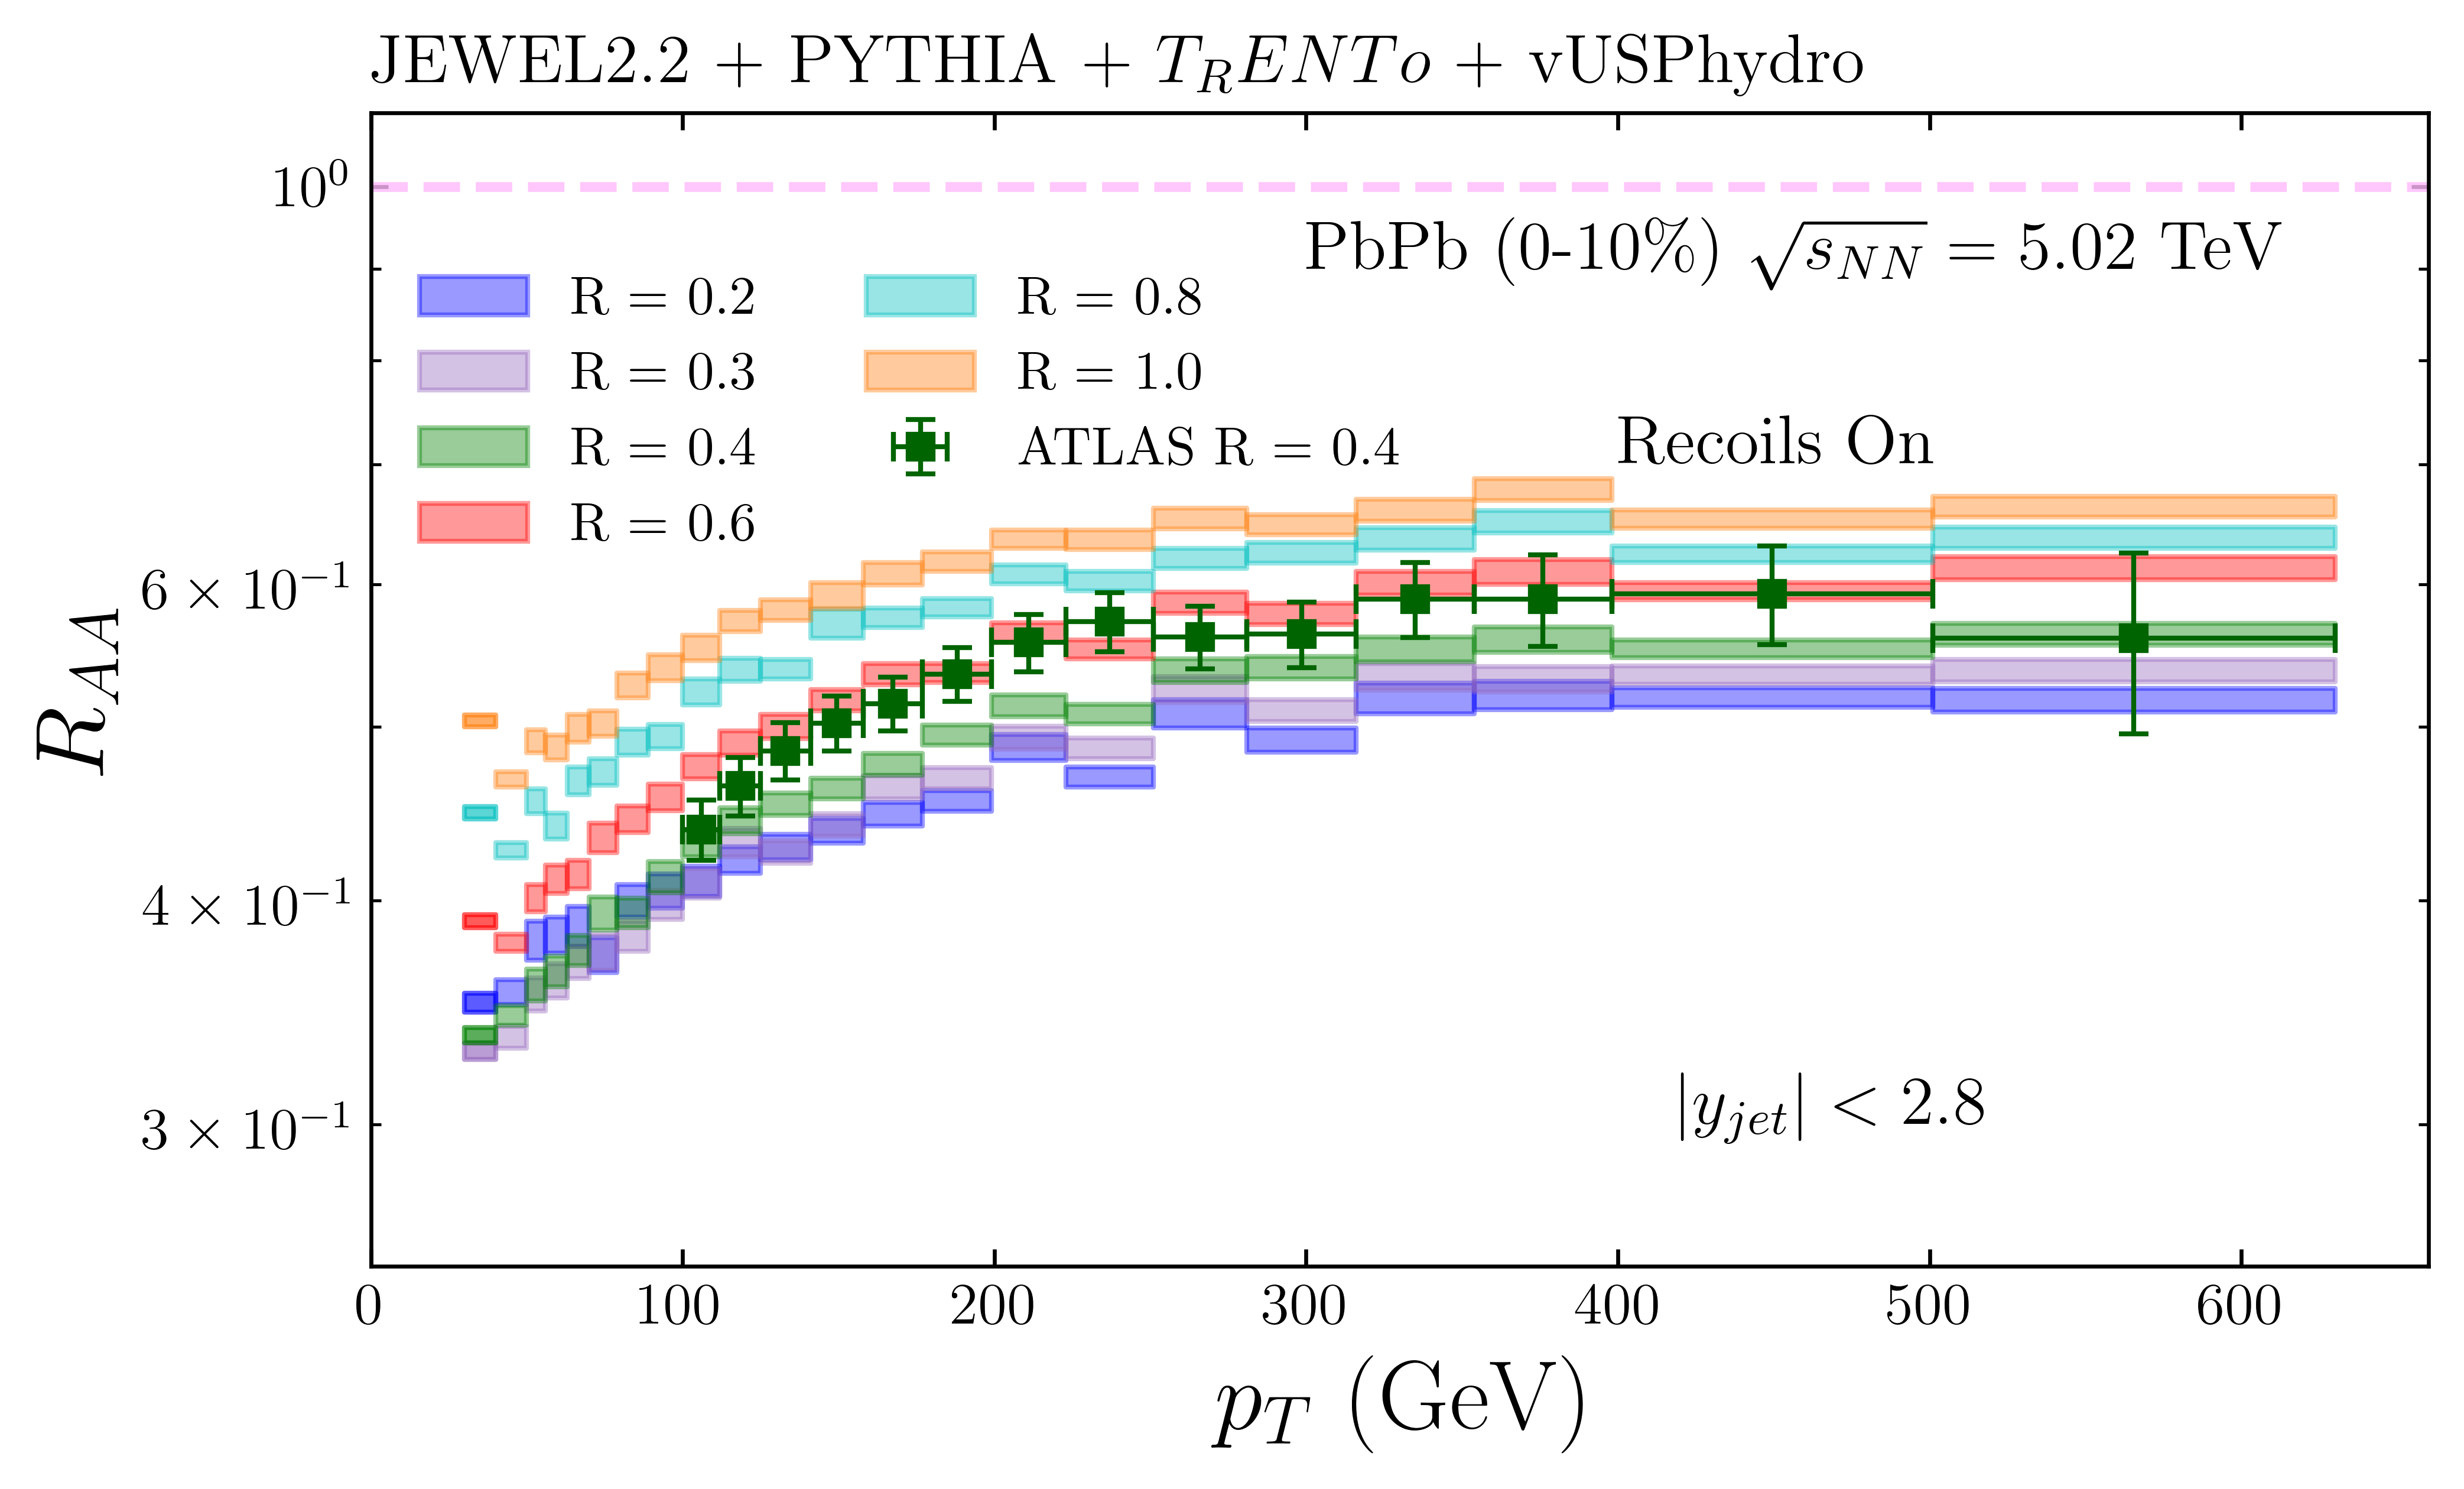 JEWEL2.2 + PYTHIA + T_RENTo + vUSPhydro
10^0
PbPb (0-10%) √s_NN = 5.02 TeV
R = 0.2
R = 0.3
R = 0.4
R = 0.6
R = 0.8
R = 1.0
ATLAS R = 0.4
Recoils On
6 × 10^−1
4 × 10^−1
3 × 10^−1
R_AA
|y_jet| < 2.8
0 100 200 300 400 500 600
p_T (GeV)